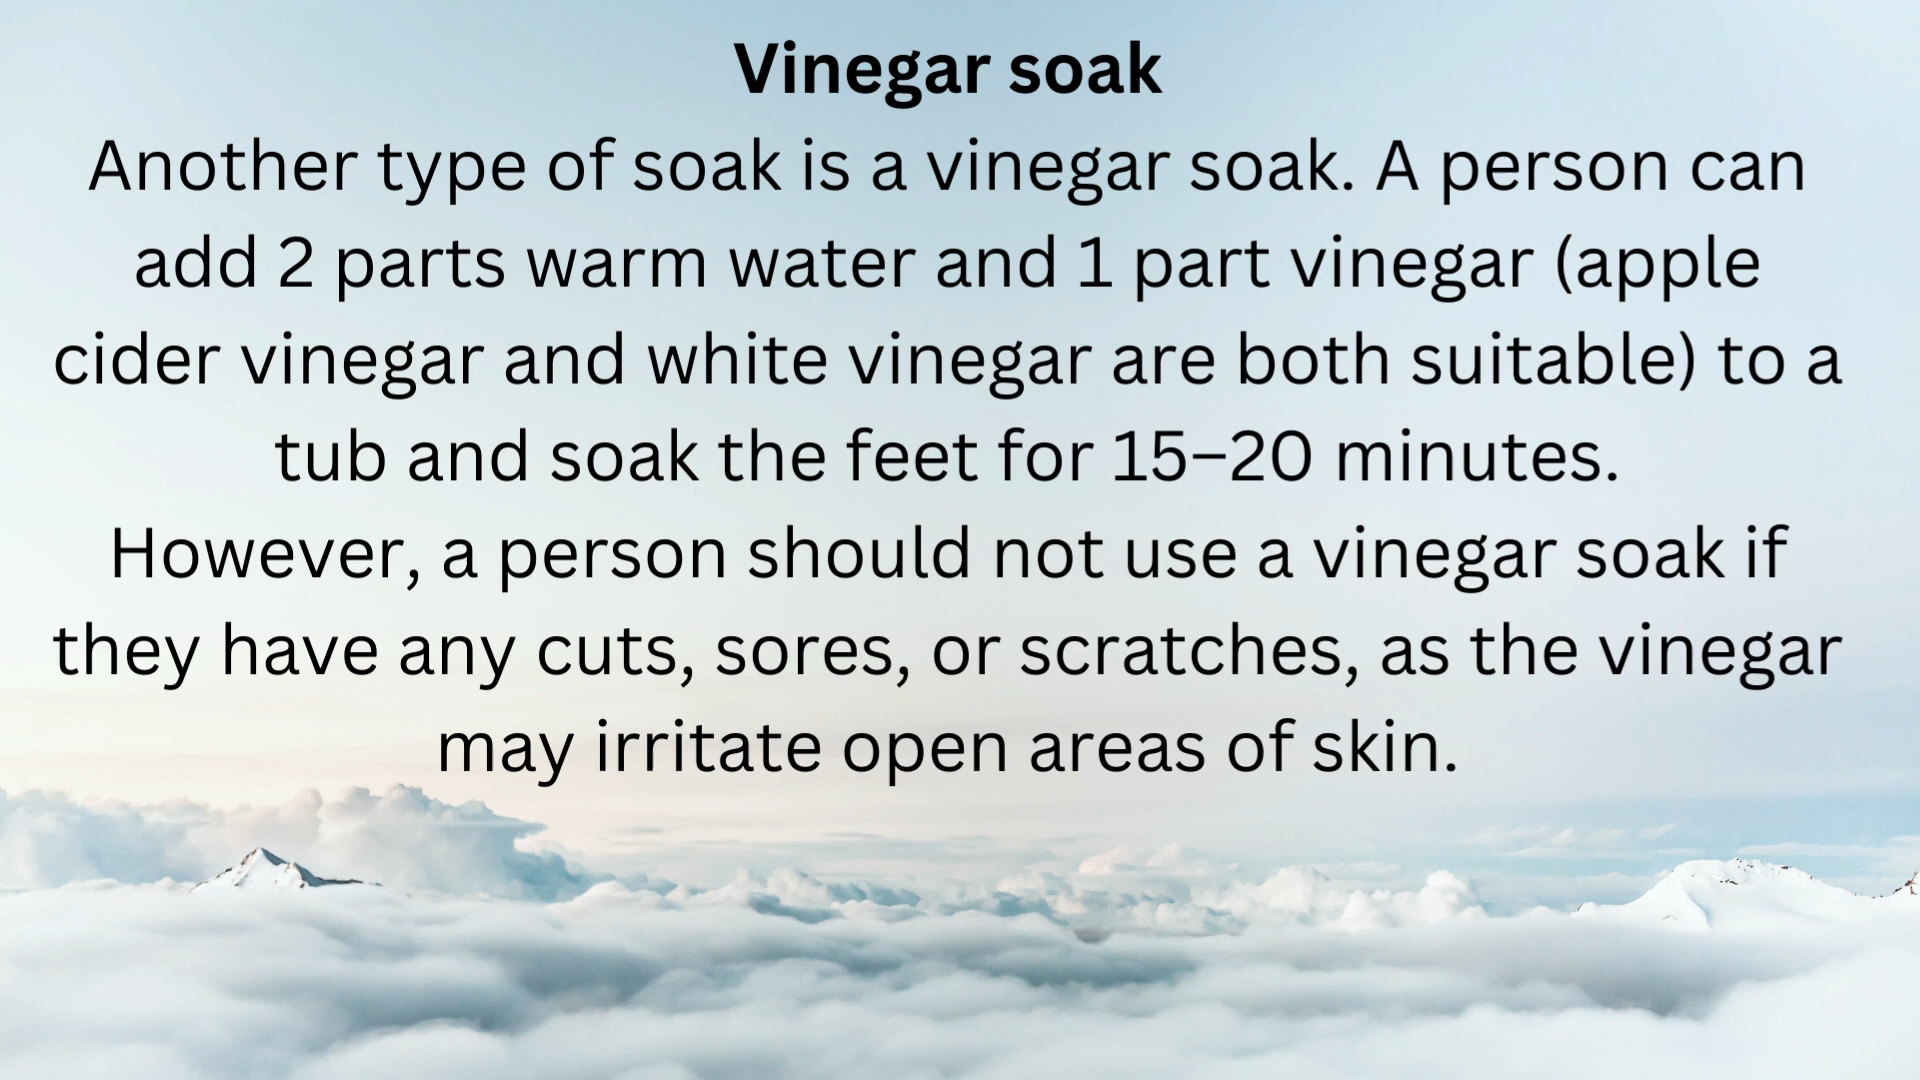 Vinegar soak
Another type of soak is a vinegar soak. A person can
add 2 parts warm water and 1 part vinegar (apple
cider vinegar and white vinegar are both suitable) to a
tub and soak the feet for 15–20 minutes.
However, a person should not use a vinegar soak if
they have any cuts, sores, or scratches, as the vinegar
may irritate open areas of skin.